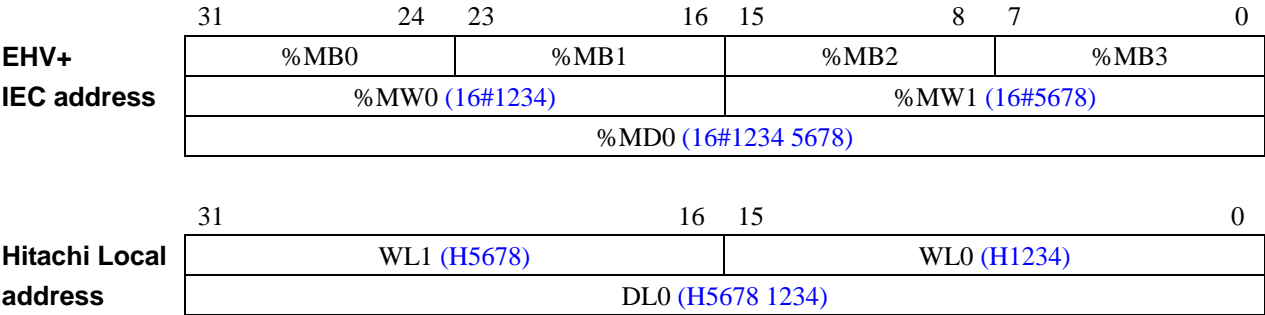 31 24 23 16 15 8 7 0
EHV+ %MB0 %MB1 %MB2 %MB3
IEC address %MW0 (16#1234) %MW1 (16#5678)
%MD0 (16#1234 5678)
31 16 15 0
Hitachi Local WL1 (H5678) WL0 (H1234)
address DL0 (H5678 1234)